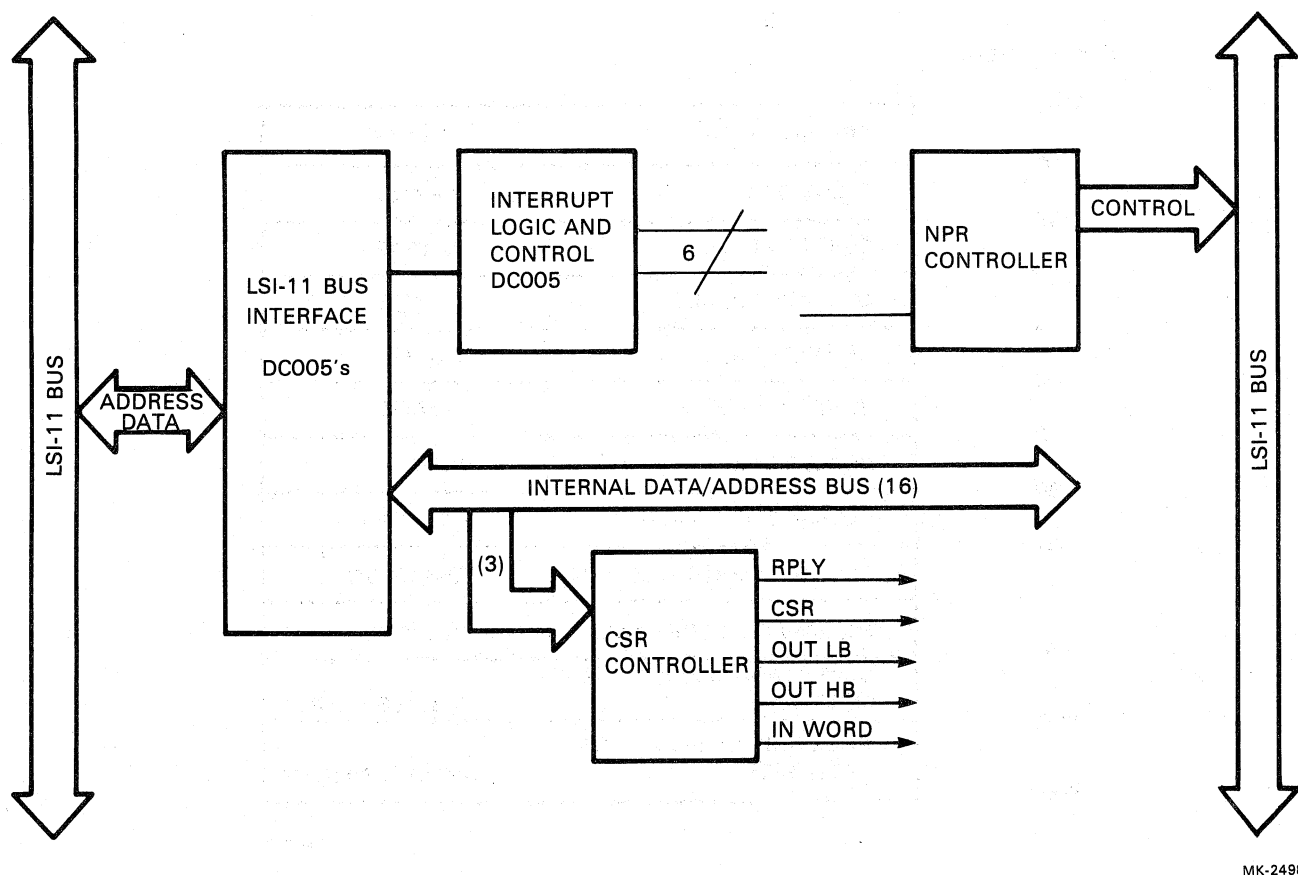 LSI-11 BUS
ADDRESS
DATA
LSI-11 BUS
INTERFACE
DC005's
INTERRUPT
LOGIC AND
CONTROL
DC005
6
NPR
CONTROLLER
CONTROL
LSI-11 BUS
INTERNAL DATA/ADDRESS BUS (16)
(3)
CSR
CONTROLLER
RPLY
CSR
OUT LB
OUT HB
IN WORD